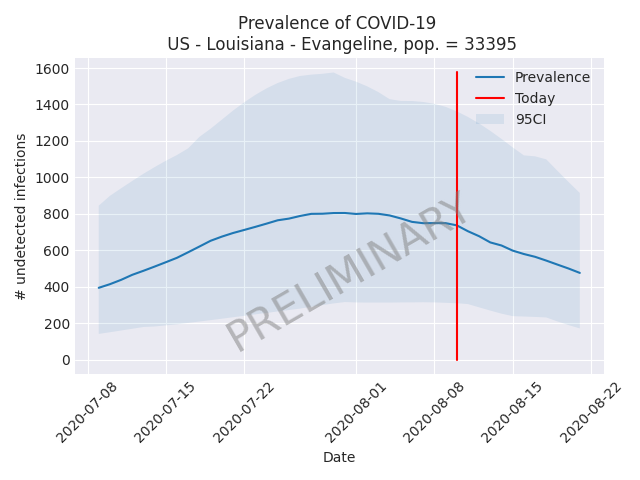 Prevalence of COVID-19
US - Louisiana - Evangeline, pop. = 33395
# undetected infections
1600
1400
1200
1000
800
600
400
200
0
Prevalence
Today
95CI
PRELIMINARY
2020-07-08
2020-07-15
2020-07-22
2020-08-01
2020-08-08
2020-08-15
2020-08-22
Date